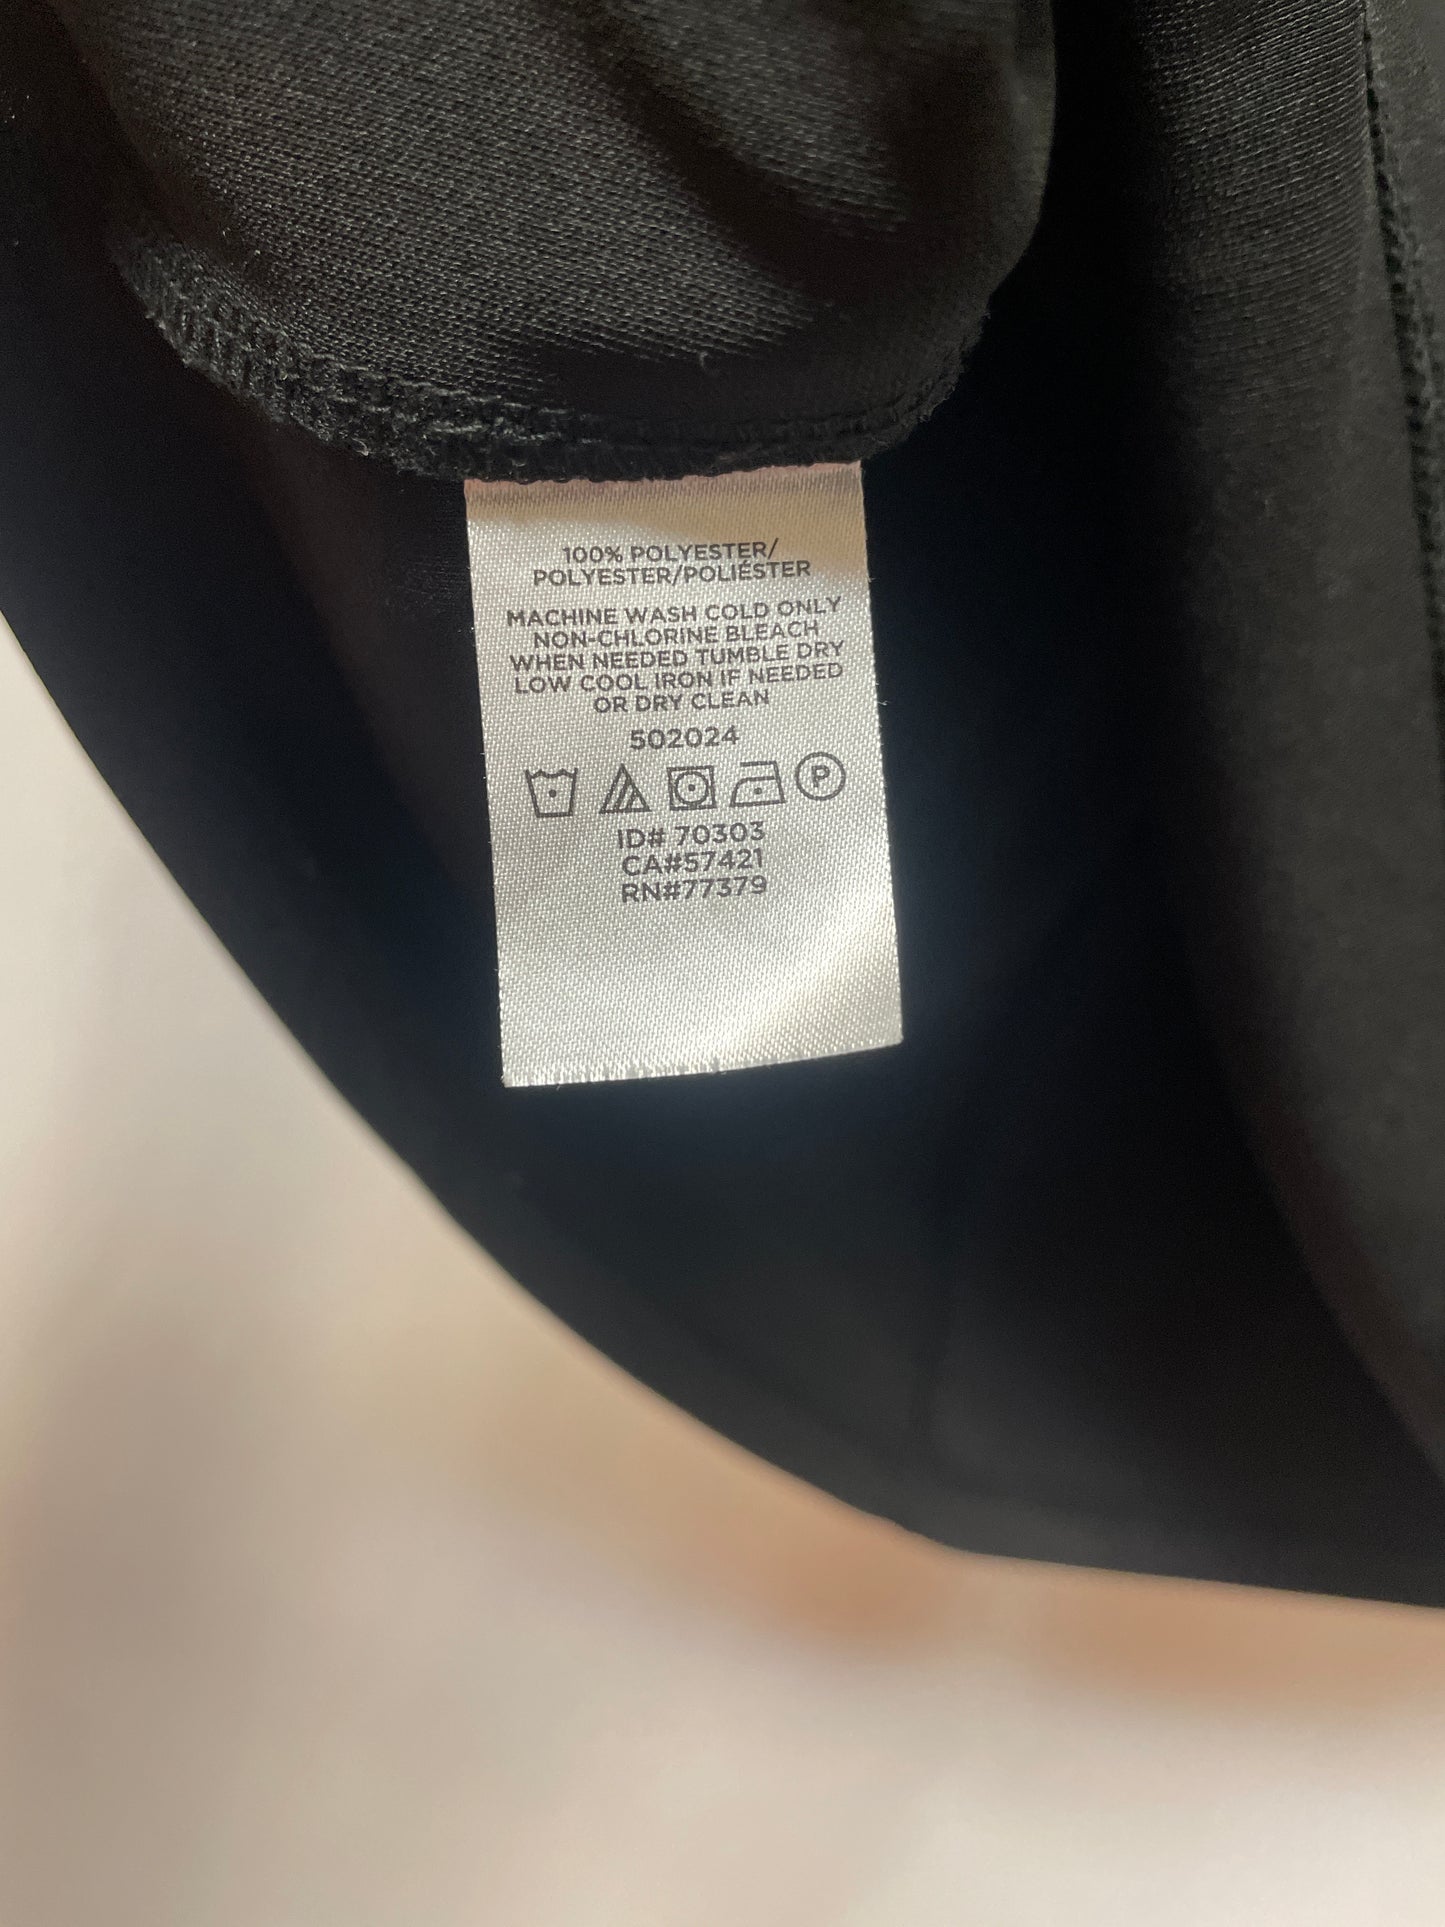 100% POLYESTER/
POLYESTER/POLIÉSTER
MACHINE WASH COLD ONLY
NON-CHLORINE BLEACH
WHEN NEEDED TUMBLE DRY
LOW COOL IRON IF NEEDED
OR DRY CLEAN
502024
P
ID# 70303
CA#57421
RN#77379